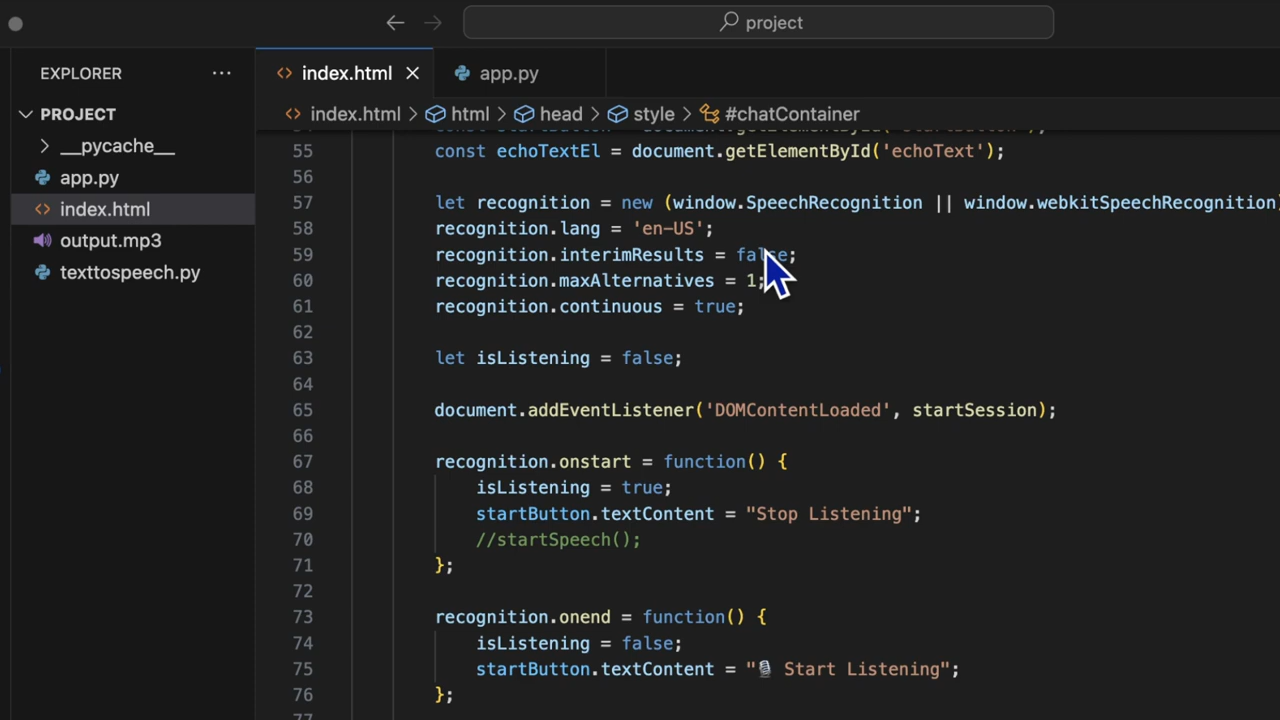 project
EXPLORER ...
index.html
app.py
PROJECT
index.html > html > head > style > #chatContainer
__pycache__
app.py
index.html
output.mp3
texttospeech.py
55 const echoTextEl = document.getElementById('echoText');
56
57 let recognition = new (window.SpeechRecognition || window.webkitSpeechRecognition)
58 recognition.lang = 'en-US';
59 recognition.interimResults = false;
60 recognition.maxAlternatives = 1;
61 recognition.continuous = true;
62
63 let isListening = false;
64
65 document.addEventListener('DOMContentLoaded', startSession);
66
67 recognition.onstart = function() {
68 isListening = true;
69 startButton.textContent = "Stop Listening";
70 //startSpeech();
71 };
72
73 recognition.onend = function() {
74 isListening = false;
75 startButton.textContent = "🎙 Start Listening";
76 };